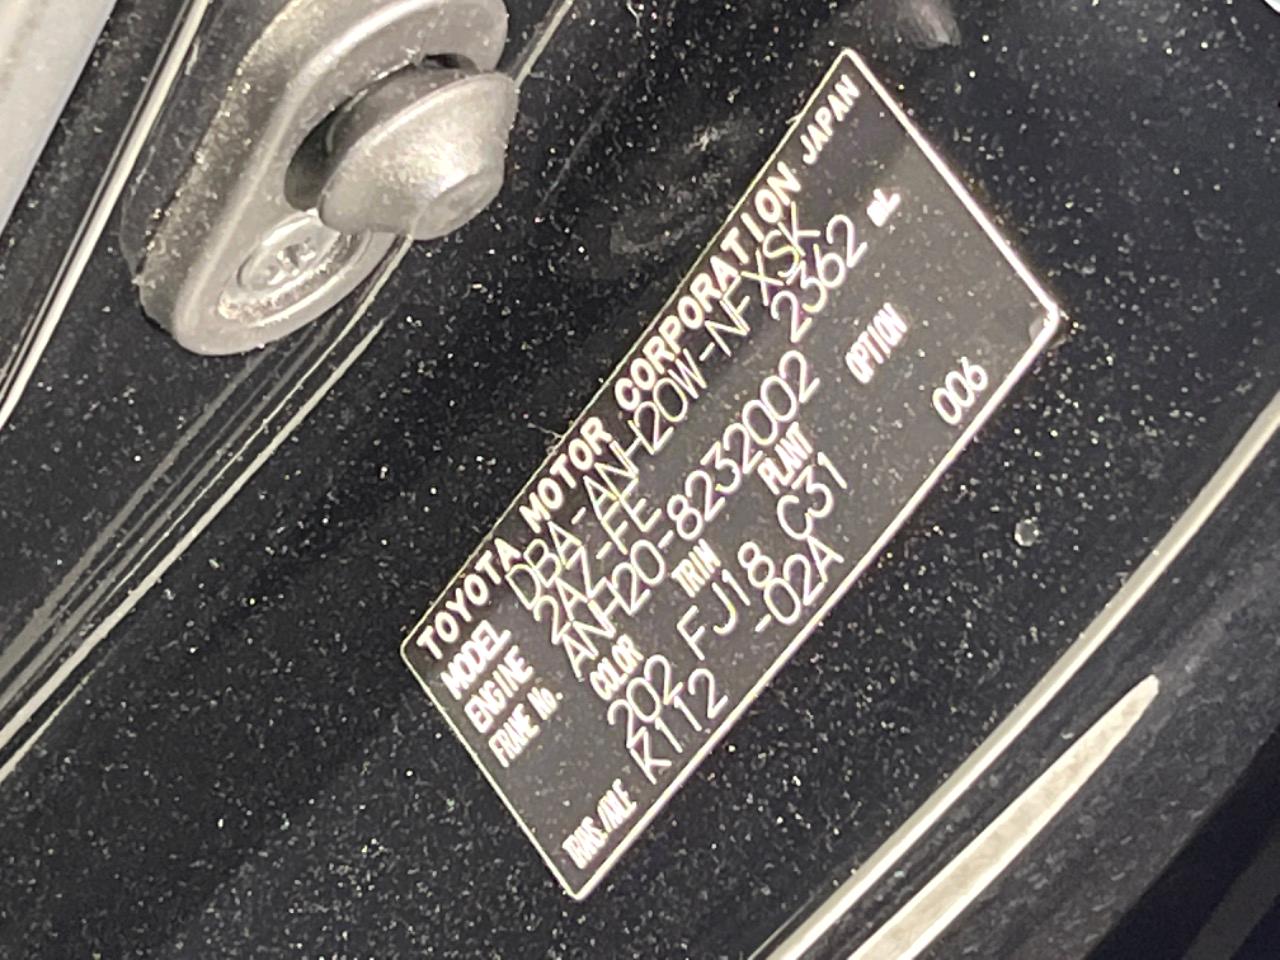 TOYOTA MOTOR CORPORATION JAPAN
MODEL DBA-ANH20W-NFXSK
ENGINE 2AZ-FE 2362 mL
FRAME No. ANH20-8232002
COLOR TRIM PLANT OPTION
202 FJ18 C31 006
TRANS./AXLE K112 -02A